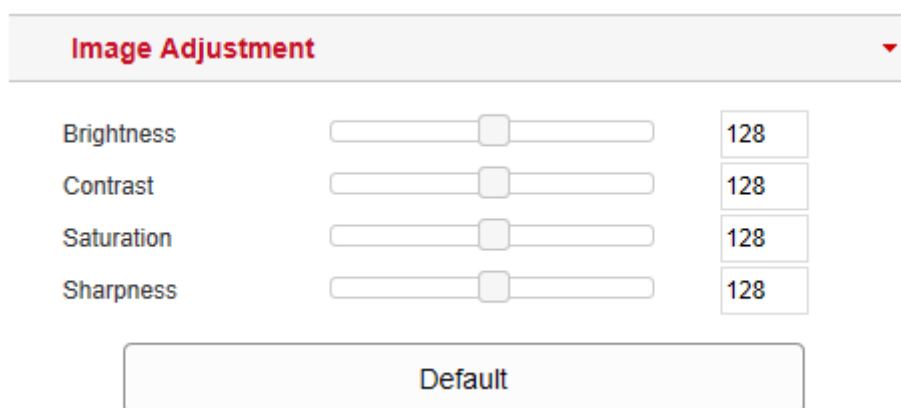 Image Adjustment
Brightness 128
Contrast 128
Saturation 128
Sharpness 128
Default